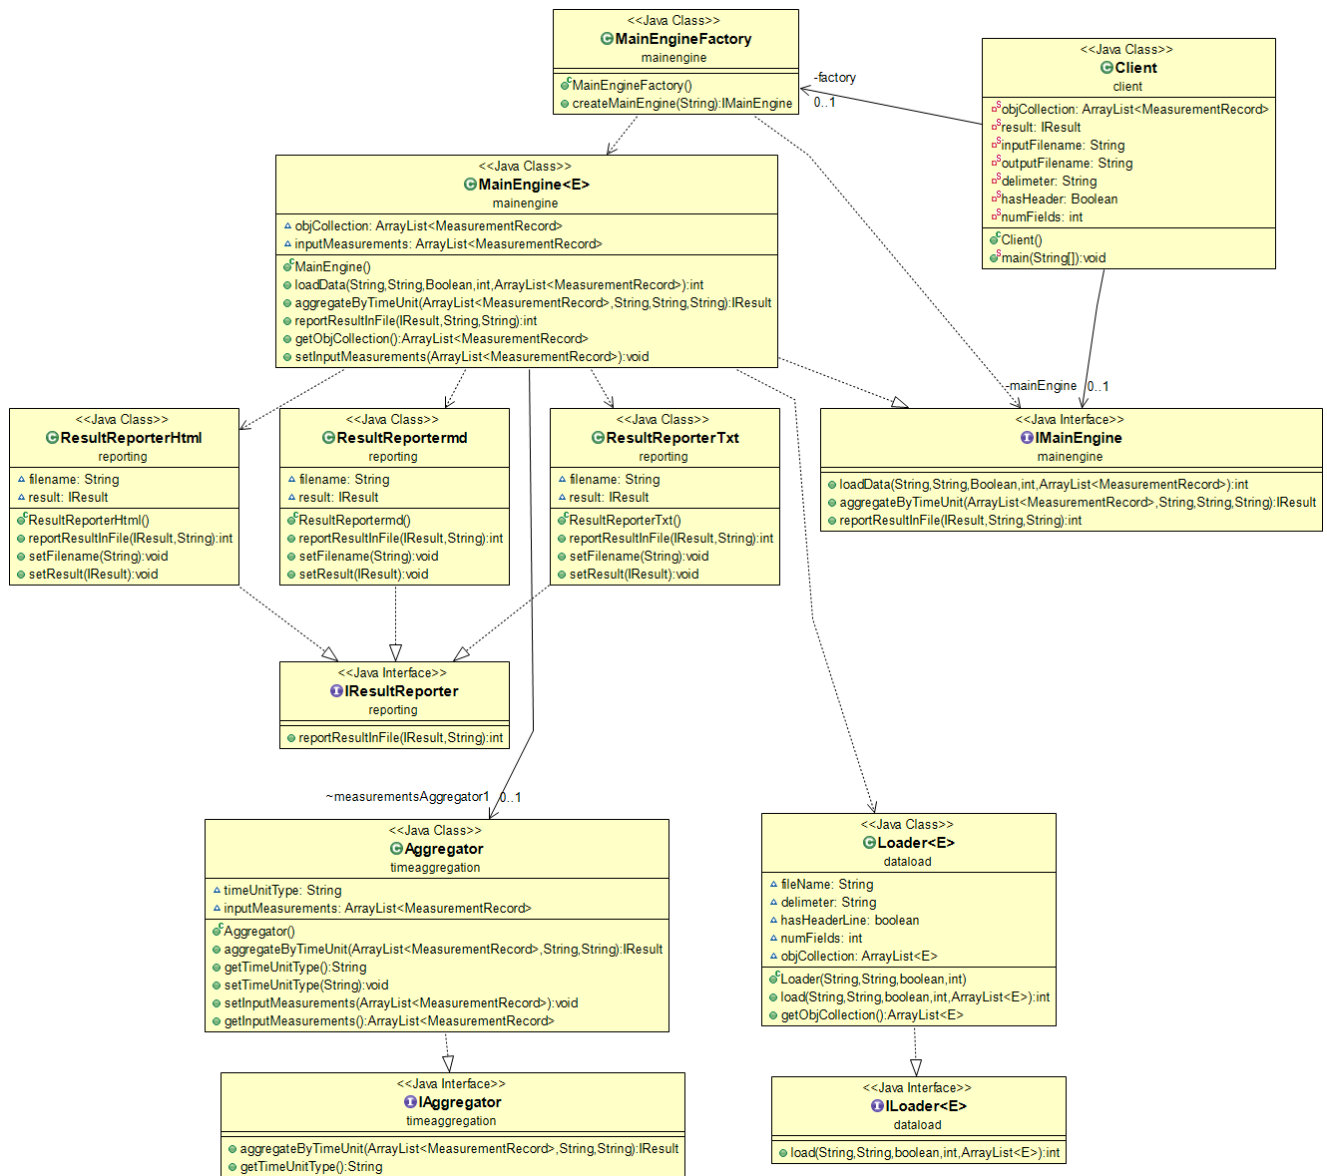 <<Java Class>>
MainEngineFactory
mainengine
MainEngineFactory()
createMainEngine(String):IMainEngine
-factory
0..1
<<Java Class>>
Client
client
objCollection: ArrayList<MeasurementRecord>
result: IResult
inputFilename: String
outputFilename: String
delimeter: String
hasHeader: Boolean
numFields: int
Client()
main(String[]):void
<<Java Class>>
MainEngine<E>
mainengine
objCollection: ArrayList<MeasurementRecord>
inputMeasurements: ArrayList<MeasurementRecord>
MainEngine()
loadData(String,String,Boolean,int,ArrayList<MeasurementRecord>):int
aggregateByTimeUnit(ArrayList<MeasurementRecord>,String,String,String):IResult
reportResultInFile(IResult,String,String):int
getObjCollection():ArrayList<MeasurementRecord>
setInputMeasurements(ArrayList<MeasurementRecord>):void
-mainEngine 0..1
<<Java Class>>
ResultReporterHtml
reporting
filename: String
result: IResult
ResultReporterHtml()
reportResultInFile(IResult,String):int
setFilename(String):void
setResult(IResult):void
<<Java Class>>
ResultReportermd
reporting
filename: String
result: IResult
ResultReportermd()
reportResultInFile(IResult,String):int
setFilename(String):void
setResult(IResult):void
<<Java Class>>
ResultReporterTxt
reporting
filename: String
result: IResult
ResultReporterTxt()
reportResultInFile(IResult,String):int
setFilename(String):void
setResult(IResult):void
<<Java Interface>>
IMainEngine
mainengine
loadData(String,String,Boolean,int,ArrayList<MeasurementRecord>):int
aggregateByTimeUnit(ArrayList<MeasurementRecord>,String,String,String):IResult
reportResultInFile(IResult,String,String):int
<<Java Interface>>
IResultReporter
reporting
reportResultInFile(IResult,String):int
~measurementsAggregator1 0..1
<<Java Class>>
Aggregator
timeaggregation
timeUnitType: String
inputMeasurements: ArrayList<MeasurementRecord>
Aggregator()
aggregateByTimeUnit(ArrayList<MeasurementRecord>,String,String):IResult
getTimeUnitType():String
setTimeUnitType(String):void
setInputMeasurements(ArrayList<MeasurementRecord>):void
getInputMeasurements():ArrayList<MeasurementRecord>
<<Java Class>>
Loader<E>
dataload
fileName: String
delimeter: String
hasHeaderLine: boolean
numFields: int
objCollection: ArrayList<E>
Loader(String,String,boolean,int)
load(String,String,boolean,int,ArrayList<E>):int
getObjCollection():ArrayList<E>
<<Java Interface>>
IAggregator
timeaggregation
aggregateByTimeUnit(ArrayList<MeasurementRecord>,String,String):IResult
getTimeUnitType():String
<<Java Interface>>
ILoader<E>
dataload
load(String,String,boolean,int,ArrayList<E>):int